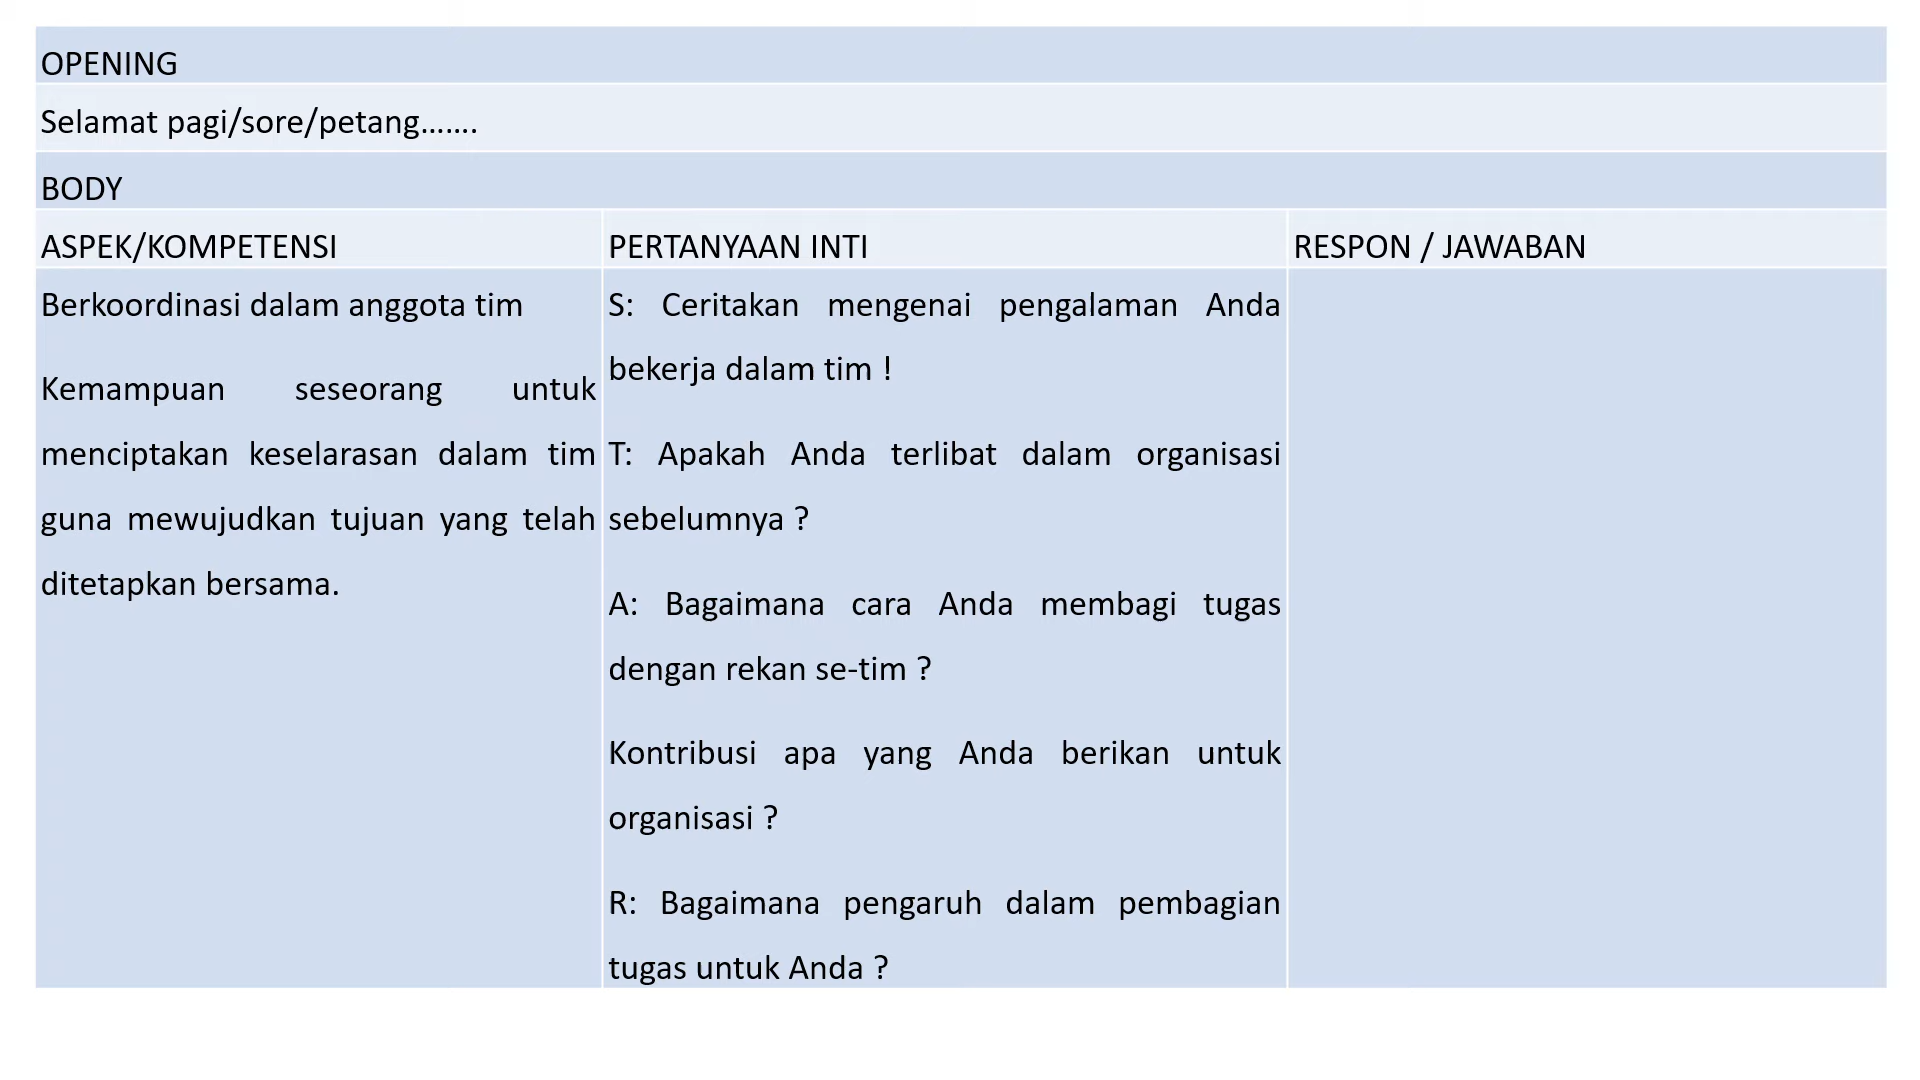 OPENING
Selamat pagi/sore/petang.......
BODY
ASPEK/KOMPETENSI
PERTANYAAN INTI
RESPON / JAWABAN
Berkoordinasi dalam anggota tim
Kemampuan seseorang untuk
menciptakan keselarasan dalam tim
guna mewujudkan tujuan yang telah
ditetapkan bersama.
S: Ceritakan mengenai pengalaman Anda
bekerja dalam tim !
T: Apakah Anda terlibat dalam organisasi
sebelumnya ?
A: Bagaimana cara Anda membagi tugas
dengan rekan se-tim ?
Kontribusi apa yang Anda berikan untuk
organisasi ?
R: Bagaimana pengaruh dalam pembagian
tugas untuk Anda ?